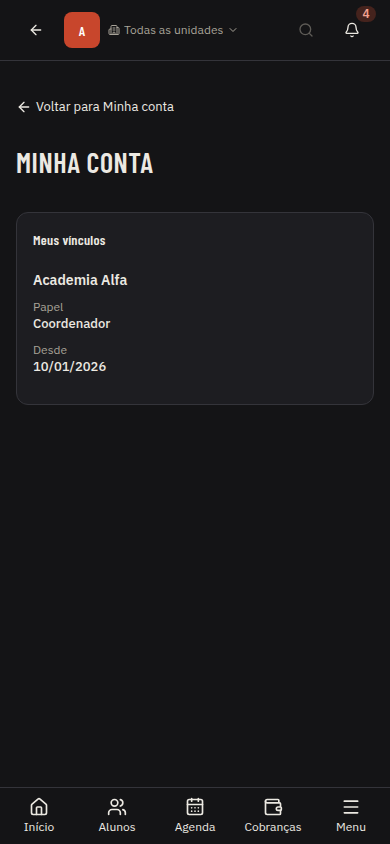 A
Todas as unidades
4
Voltar para Minha conta
MINHA CONTA
Meus vínculos
Academia Alfa
Papel
Coordenador
Desde
10/01/2026
Início
Alunos
Agenda
Cobranças
Menu